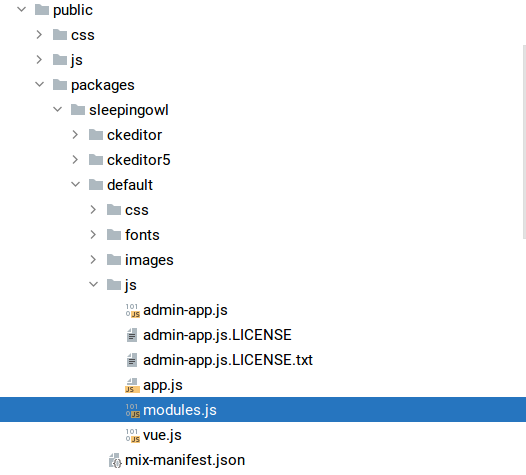 public
css
js
packages
sleepingowl
ckeditor
ckeditor5
default
css
fonts
images
js
admin-app.js
admin-app.js.LICENSE
admin-app.js.LICENSE.txt
app.js
modules.js
vue.js
mix-manifest.json